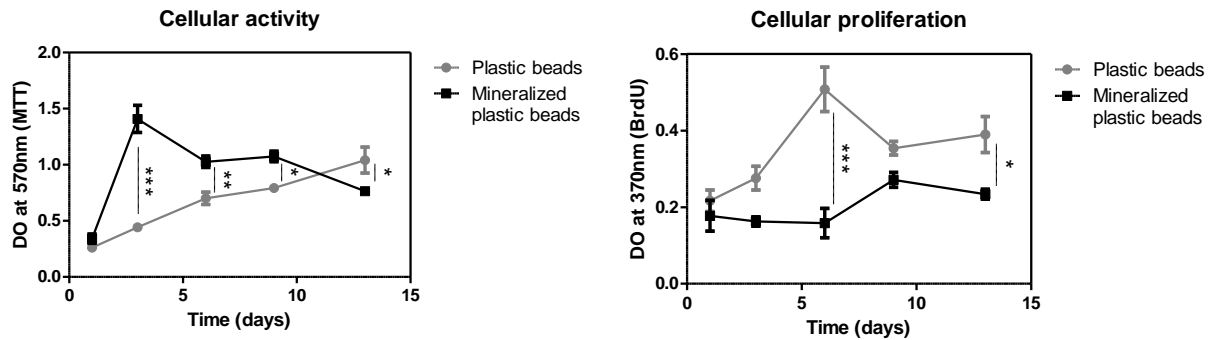 Cellular activity
2.0
1.5
1.0
0.5
0.0
0
5
10
15
DO at 570nm (MTT)
Time (days)
Plastic beads
Mineralized
plastic beads
***
**
*
*
Cellular proliferation
0.6
0.4
0.2
0.0
0
5
10
15
DO at 370nm (BrdU)
Time (days)
Plastic beads
Mineralized
plastic beads
***
*